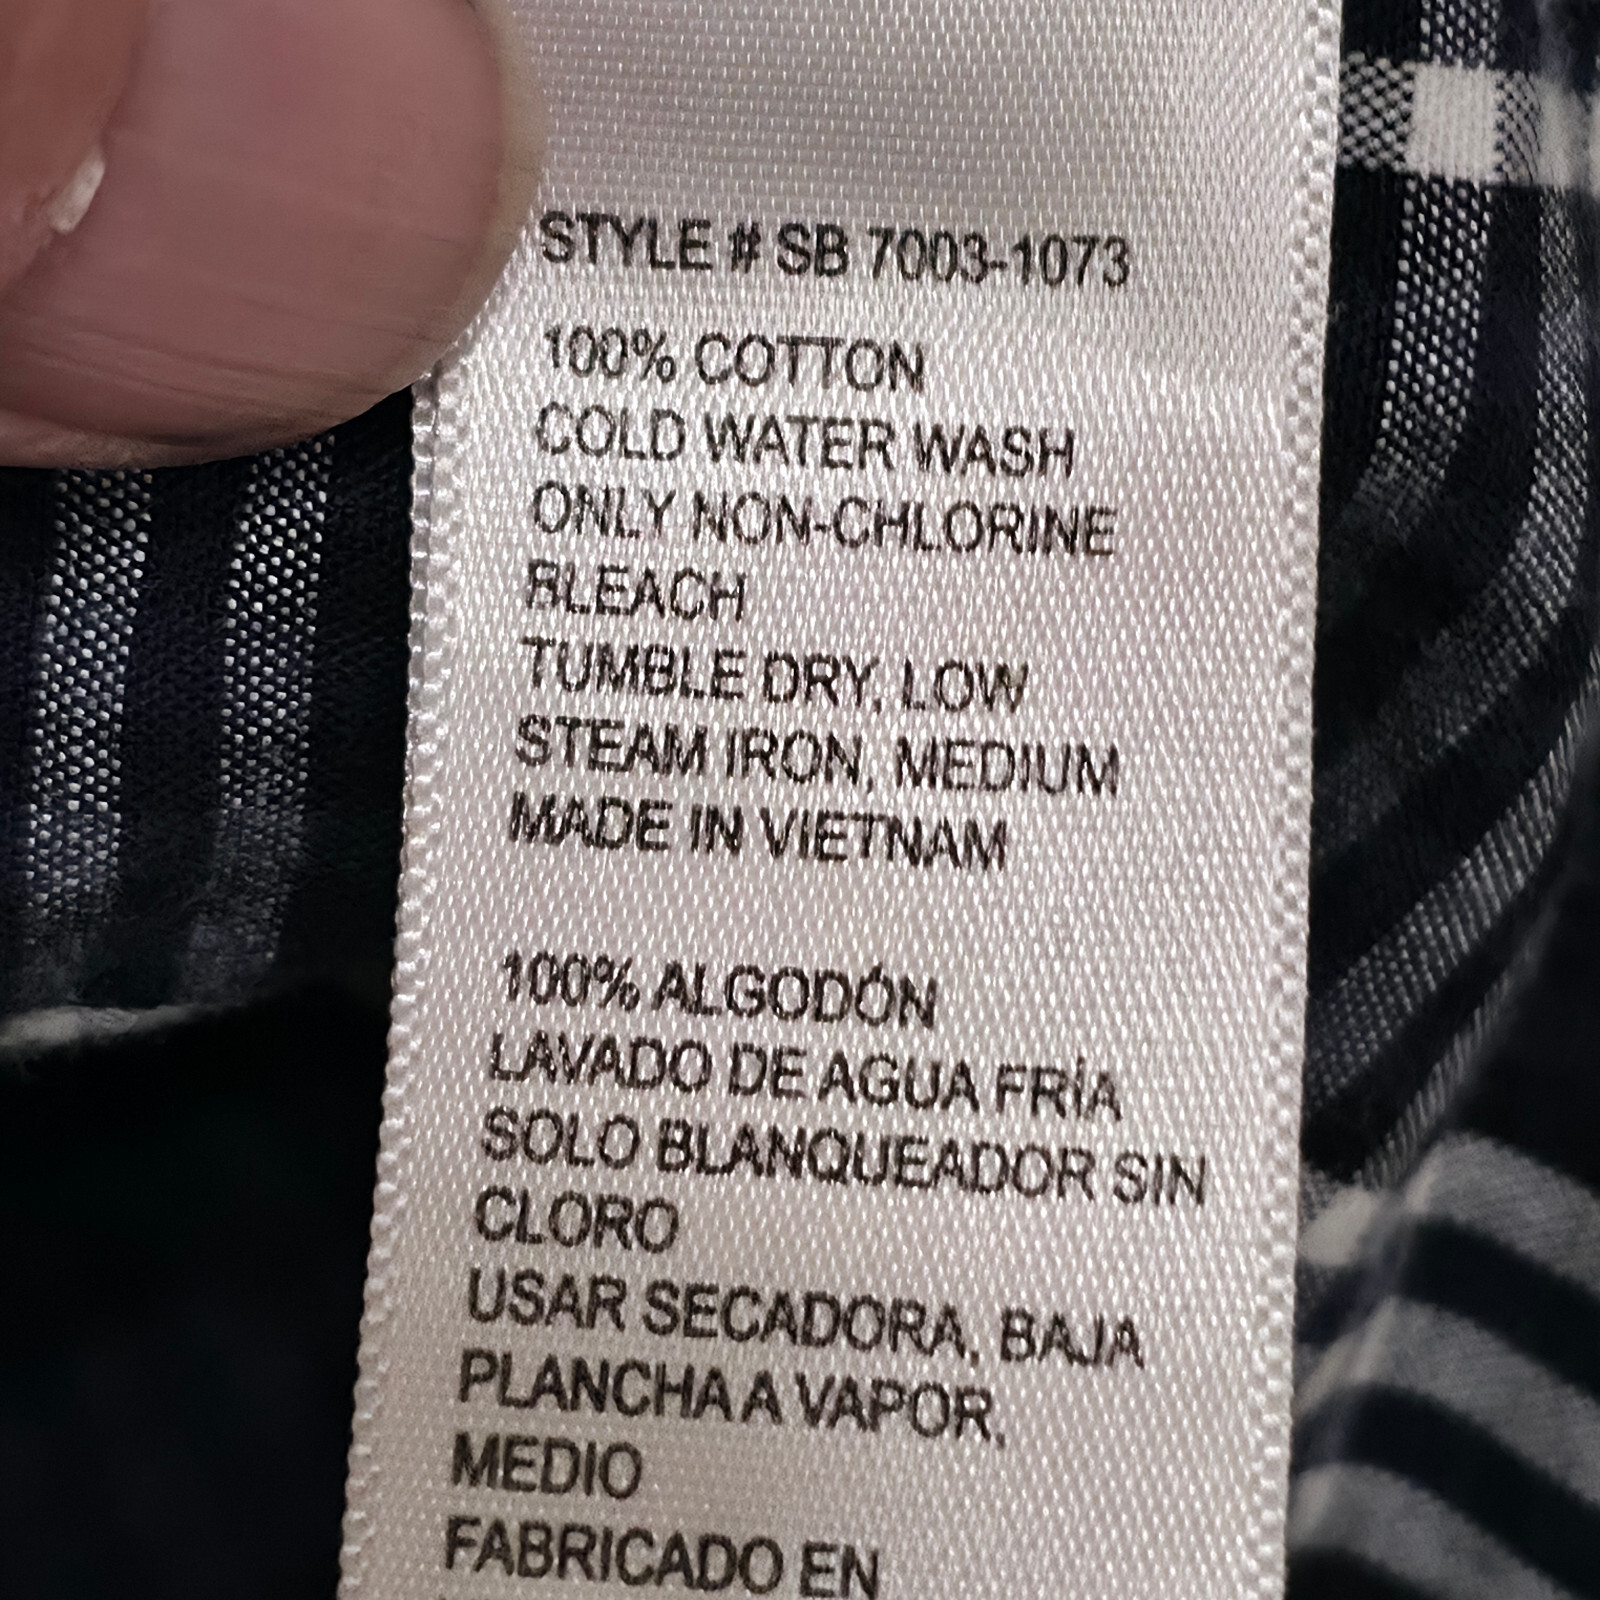 STYLE # SB 7003-1073
100% COTTON
COLD WATER WASH
ONLY NON-CHLORINE
BLEACH
TUMBLE DRY, LOW
STEAM IRON, MEDIUM
MADE IN VIETNAM
100% ALGODÓN
LAVADO DE AGUA FRÍA
SOLO BLANQUEADOR SIN
CLORO
USAR SECADORA, BAJA
PLANCHA A VAPOR,
MEDIO
FABRICADO EN